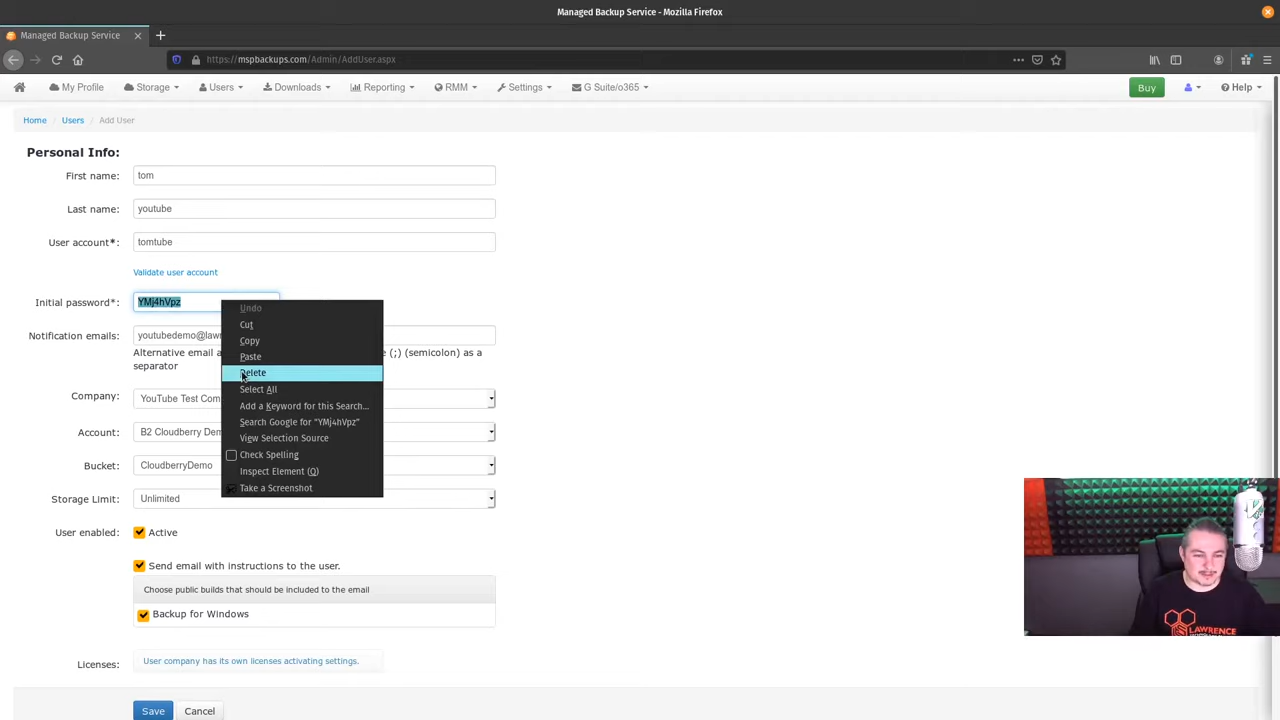 Managed Backup Service - Mozilla Firefox
Managed Backup Service
https://mspbackups.com/Admin/AddUser.aspx
My Profile Storage Users Downloads Reporting RMM Settings G Suite/o365 Buy Help
Home / Users / Add User
Personal Info:
First name: tom
Last name: youtube
User account*: tomtube
Validate user account
Initial password*: YMj4hVpz
Undo
Cut
Copy
Paste
Delete
Select All
Add a Keyword for this Search...
Search Google for "YMj4hVpz"
View Selection Source
Check Spelling
Inspect Element (Q)
Take a Screenshot
Notification emails: youtubedemo@law
Alternative email a (;) (semicolon) as a
separator
Company: YouTube Test Com
Account: B2 Cloudberry Dem
Bucket: CloudberryDemo
Storage Limit: Unlimited
User enabled: Active
Send email with instructions to the user.
Choose public builds that should be included to the email
Backup for Windows
Licenses: User company has its own licenses activating settings.
Save Cancel
LAWRENCE